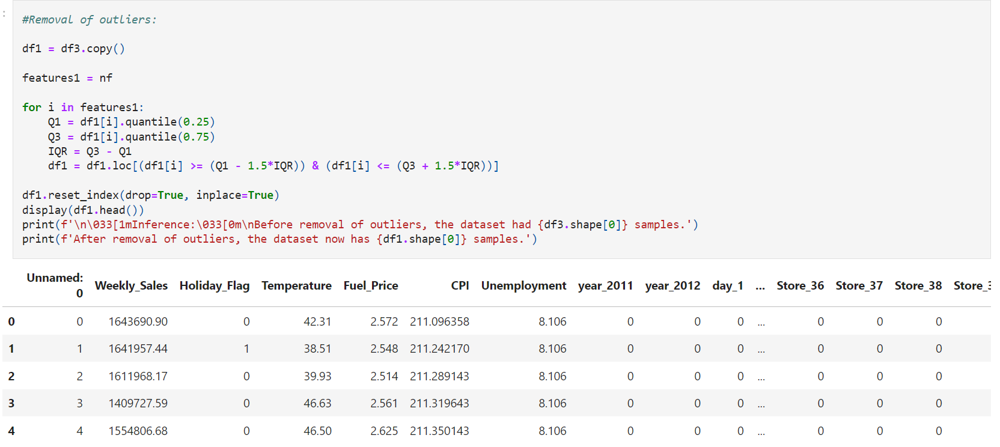 :
#Removal of outliers:
df1 = df3.copy()
features1 = nf
for i in features1:
    Q1 = df1[i].quantile(0.25)
    Q3 = df1[i].quantile(0.75)
    IQR = Q3 - Q1
    df1 = df1.loc[(df1[i] >= (Q1 - 1.5*IQR)) & (df1[i] <= (Q3 + 1.5*IQR))]
df1.reset_index(drop=True, inplace=True)
display(df1.head())
print(f'\n\033[1mInference:\033[0m\nBefore removal of outliers, the dataset had {df3.shape[0]} samples.')
print(f'After removal of outliers, the dataset now has {df1.shape[0]} samples.')
Unnamed: 0 Weekly_Sales Holiday_Flag Temperature Fuel_Price CPI Unemployment year_2011 year_2012 day_1 ... Store_36 Store_37 Store_38 Store_3
0 0 1643690.90 0 42.31 2.572 211.096358 8.106 0 0 0 ... 0 0 0
1 1 1641957.44 1 38.51 2.548 211.242170 8.106 0 0 0 ... 0 0 0
2 2 1611968.17 0 39.93 2.514 211.289143 8.106 0 0 0 ... 0 0 0
3 3 1409727.59 0 46.63 2.561 211.319643 8.106 0 0 0 ... 0 0 0
4 4 1554806.68 0 46.50 2.625 211.350143 8.106 0 0 0 ... 0 0 0